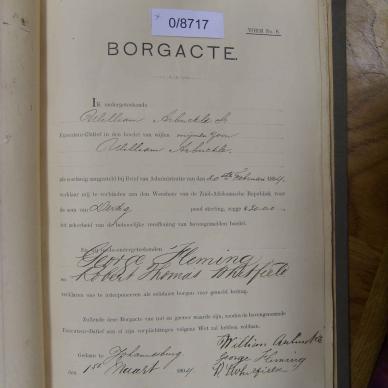 0/8717
VORM No. 6.
BORGACTE.
IK ondergeteekende
William Arbuckle Sr
Executeur-Datief in den boedel van wijlen mijnen zoon
William Arbuckle.
als zoodanig aangesteld bij Brief van Administratie van den 20ste Februari 1894
verklaar mij te verbinden aan den Weesheer van de Zuid-Afrikaansche Republiek voor
de som van Dertig pond sterling, zegge £30.0.0
tot zekerheid van de behoorlijke vereffening van bovengemelden boedel.
En wij mede-ondergeteekenden
George Fleming
en Robert Thomas Whitfield
verklaren ons te interponeeren als solidaire borgen voor gemeld bedrag.
Zullende deze Borgacte van nul en geener waarde zijn, zoodra de bovengenoemde
Executeur-Datief aan al zijn verplichtingen volgens Wet zal hebben voldaan.
Gedaan te Johannesburg
den 1st Maart 1894
William Arbuckle
George Fleming
R Whitfield